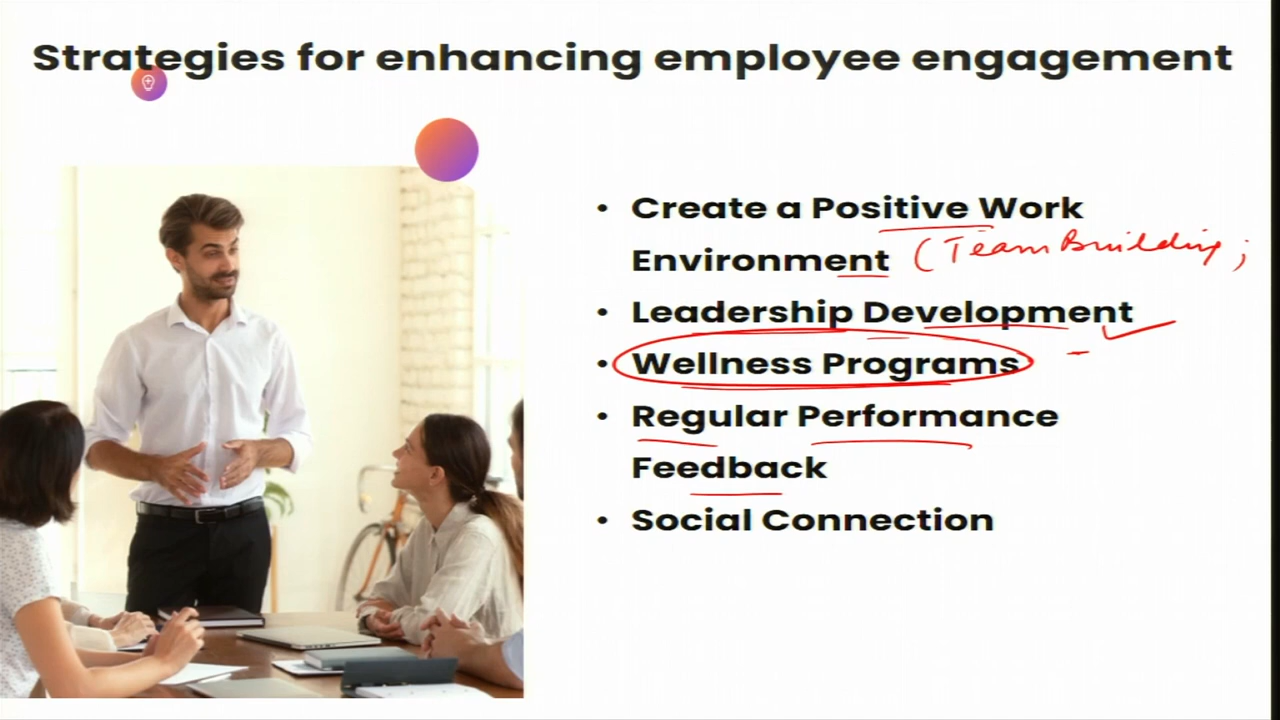 Strategies for enhancing employee engagement
• Create a Positive Work
Environment (Team Building;
• Leadership Development
• Wellness Programs
• Regular Performance
Feedback
• Social Connection